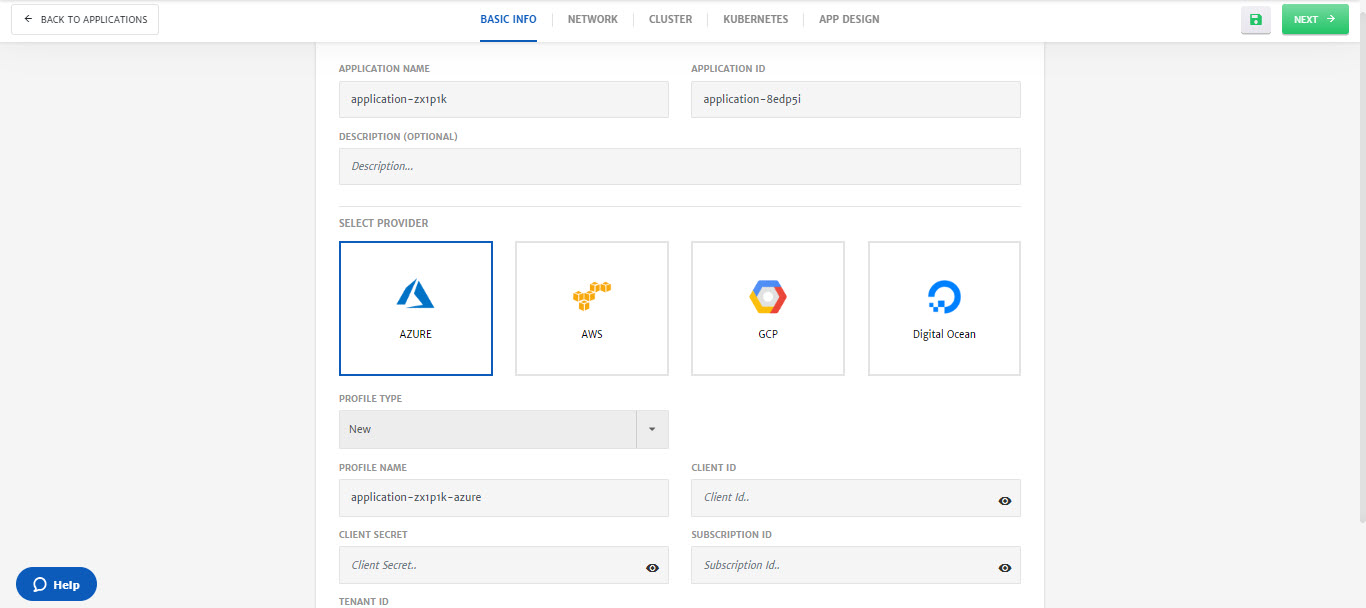 BACK TO APPLICATIONS
BASIC INFO
NETWORK
CLUSTER
KUBERNETES
APP DESIGN
NEXT
APPLICATION NAME
APPLICATION ID
application-zx1p1k
application-8edp5i
DESCRIPTION (OPTIONAL)
Description...
SELECT PROVIDER
AZURE
AWS
GCP
Digital Ocean
PROFILE TYPE
New
PROFILE NAME
CLIENT ID
application-zx1p1k-azure
Client Id..
CLIENT SECRET
SUBSCRIPTION ID
Client Secret..
Subscription Id..
Help
TENANT ID